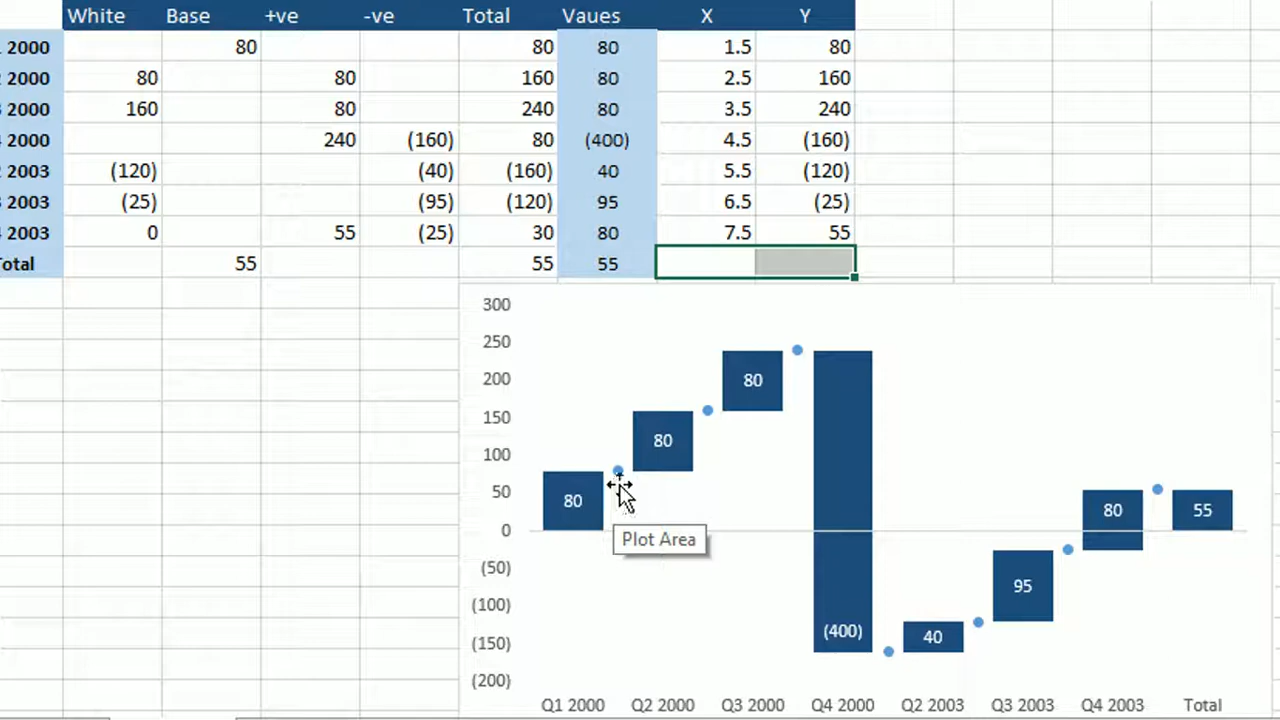 White Base +ve -ve Total Vaues X Y
2000 80 80 80 1.5 80
2000 80 80 160 80 2.5 160
2000 160 80 240 80 3.5 240
2000 240 (160) 80 (400) 4.5 (160)
2003 (120) (40) (160) 40 5.5 (120)
2003 (25) (95) (120) 95 6.5 (25)
2003 0 55 (25) 30 80 7.5 55
Total 55 55 55
300
250
200
150
100
50
0
(50)
(100)
(150)
(200)
80
80
80
(400)
40
95
80
55
Plot Area
Q1 2000 Q2 2000 Q3 2000 Q4 2000 Q2 2003 Q3 2003 Q4 2003 Total